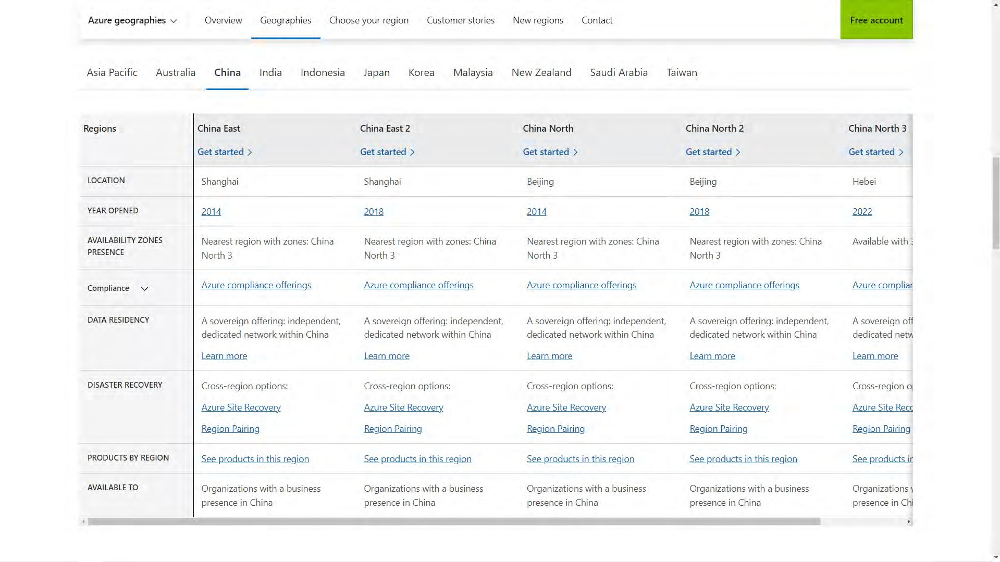 Azure geographies Overview Geographies Choose your region Customer stories New regions Contact Free account
Asia Pacific Australia China India Indonesia Japan Korea Malaysia New Zealand Saudi Arabia Taiwan
Regions China East China East 2 China North China North 2 China North 3
Get started Get started Get started Get started Get started
LOCATION Shanghai Shanghai Beijing Beijing Hebei
YEAR OPENED 2014 2018 2014 2018 2022
AVAILABILITY ZONES Nearest region with zones: China Nearest region with zones: China Nearest region with zones: China Nearest region with zones: China Available with
PRESENCE North 3 North 3 North 3 North 3
Compliance Azure compliance offerings Azure compliance offerings Azure compliance offerings Azure compliance offerings Azure complian
DATA RESIDENCY A sovereign offering: independent, A sovereign offering: independent, A sovereign offering: independent, A sovereign offering: independent, A sovereign off
dedicated network within China dedicated network within China dedicated network within China dedicated network within China dedicated netw
Learn more Learn more Learn more Learn more Learn more
DISASTER RECOVERY Cross-region options: Cross-region options: Cross-region options: Cross-region options: Cross-region o
Azure Site Recovery Azure Site Recovery Azure Site Recovery Azure Site Recovery Azure Site Reco
Region Pairing Region Pairing Region Pairing Region Pairing Region Pairing
PRODUCTS BY REGION See products in this region See products in this region See products in this region See products in this region See products in
AVAILABLE TO Organizations with a business Organizations with a business Organizations with a business Organizations with a business Organizations
presence in China presence in China presence in China presence in China presence in Chi